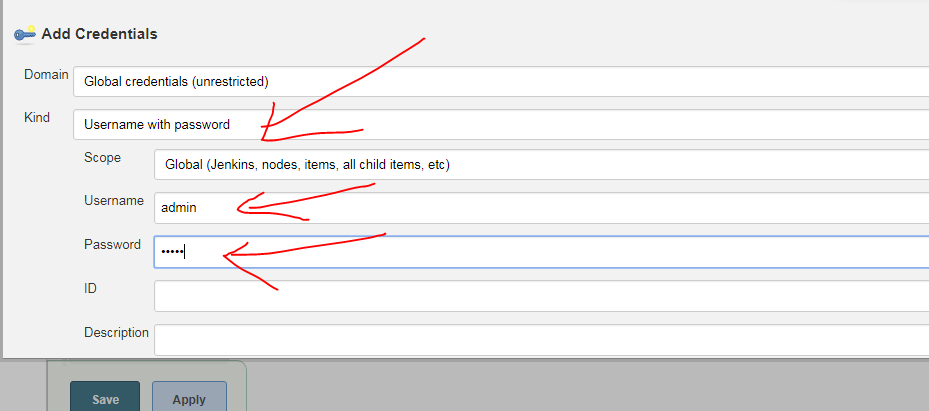 Add Credentials
Domain Global credentials (unrestricted)
Kind Username with password
Scope Global (Jenkins, nodes, items, all child items, etc)
Username admin
Password •••••
ID
Description
Save Apply